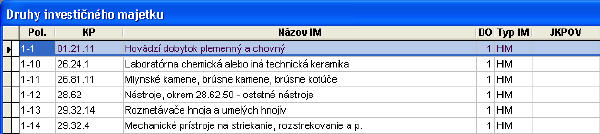 Druhy investičného majetku
Pol. KP Názov IM DO Typ IM JKPOV
1-1 01.21.11 Hovädzí dobytok plemenný a chovný 1 HM
1-10 26.24.1 Laboratórna chemická alebo iná technická keramika 1 HM
1-11 26.81.11 Mlynské kamene, brúsne kamene, brúsne kotúče 1 HM
1-12 28.62 Nástroje, okrem 28.62.50 - ostatné nástroje 1 HM
1-13 29.32.14 Rozmetávače hnoja a umelých hnojív 1 HM
1-14 29.32.4 Mechanické prístroje na striekanie, rozstrekovanie a p. 1 HM